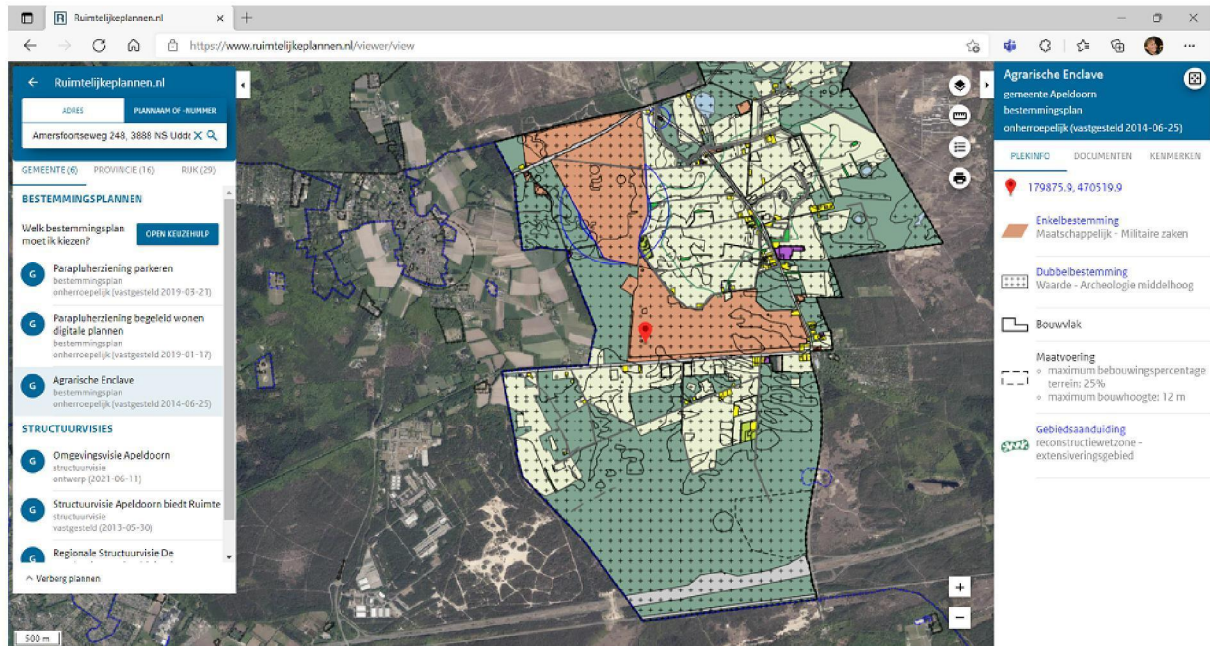 Ruimtelijkeplannen.nl
https://www.ruimtelijkeplannen.nl/viewer/view
Ruimtelijkeplannen.nl
ADRES
PLANNAAM OF -NUMMER
Amersfoortseweg 248, 3888 NS Udd
GEMEENTE (6)
PROVINCIE (16)
RIJK (29)
BESTEMMINGSPLANNEN
Welk bestemmingsplan
moet ik kiezen?
OPEN KEUZEHULP
G
Parapluherziening parkeren
bestemmingsplan
onherroepelijk (vastgesteld 2019-03-21)
G
Parapluherziening begeleid wonen
digitale plannen
bestemmingsplan
onherroepelijk (vastgesteld 2019-01-17)
G
Agrarische Enclave
bestemmingsplan
onherroepelijk (vastgesteld 2014-06-25)
STRUCTUURVISIES
G
Omgevingsvisie Apeldoorn
structuurvisie
ontwerp (2021-06-11)
G
Structuurvisie Apeldoorn biedt Ruimte
structuurvisie
vastgesteld (2013-05-30)
G
Regionale Structuurvisie De
Verberg plannen
500 m
Agrarische Enclave
gemeente Apeldoorn
bestemmingsplan
onherroepelijk (vastgesteld 2014-06-25)
PLEKINFO
DOCUMENTEN
KENMERKEN
179875.9, 470519.9
Enkelbestemming
Maatschappelijk - Militaire zaken
Dubbelbestemming
Waarde - Archeologie middelhoog
Bouwvlak
Maatvoering
maximum bebouwingspercentage
terrein: 25%
maximum bouwhoogte: 12 m
Gebiedsaanduiding
reconstructiewetzone -
extensiveringsgebied